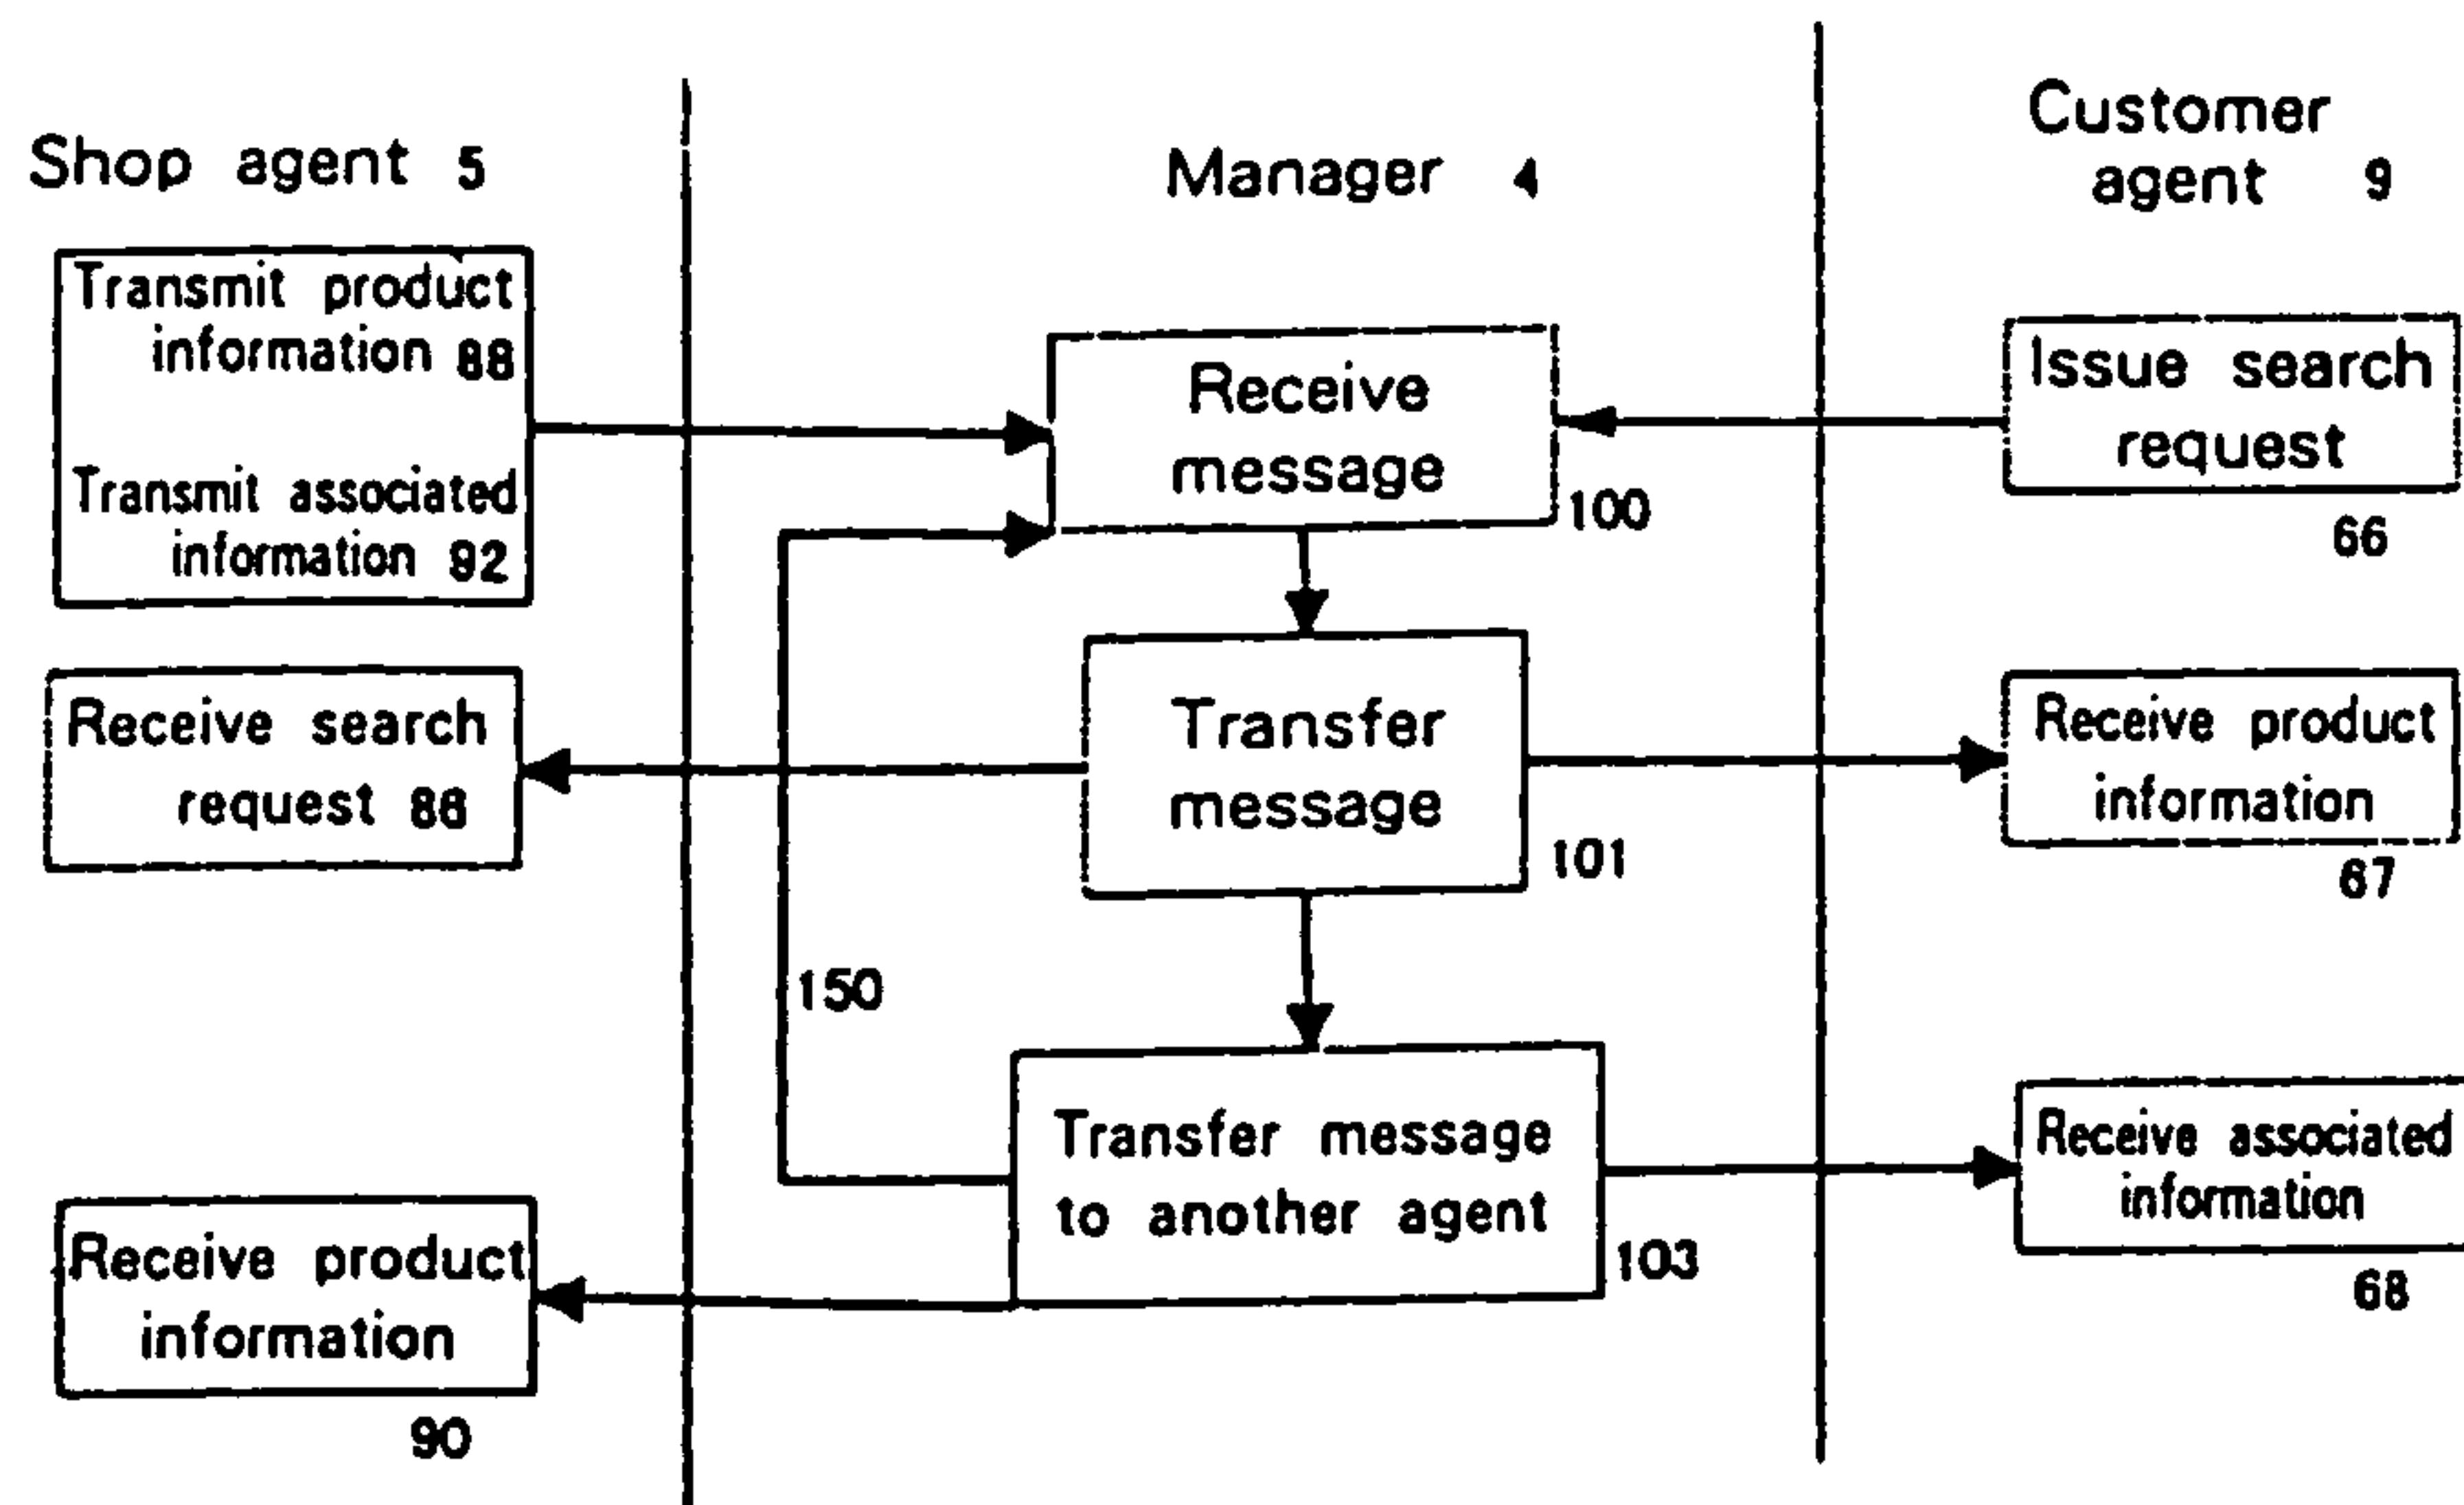 Shop agent 5
Manager 4
Customer
agent 9
Transmit product
information 88
Transmit associated
information 92
Receive
message
100
Issue search
request
66
Receive search
request
Transfer
message
101
Receive product
information
67
150
Transfer message
to another agent
103
Receive associated
information
68
Receive product
information
90